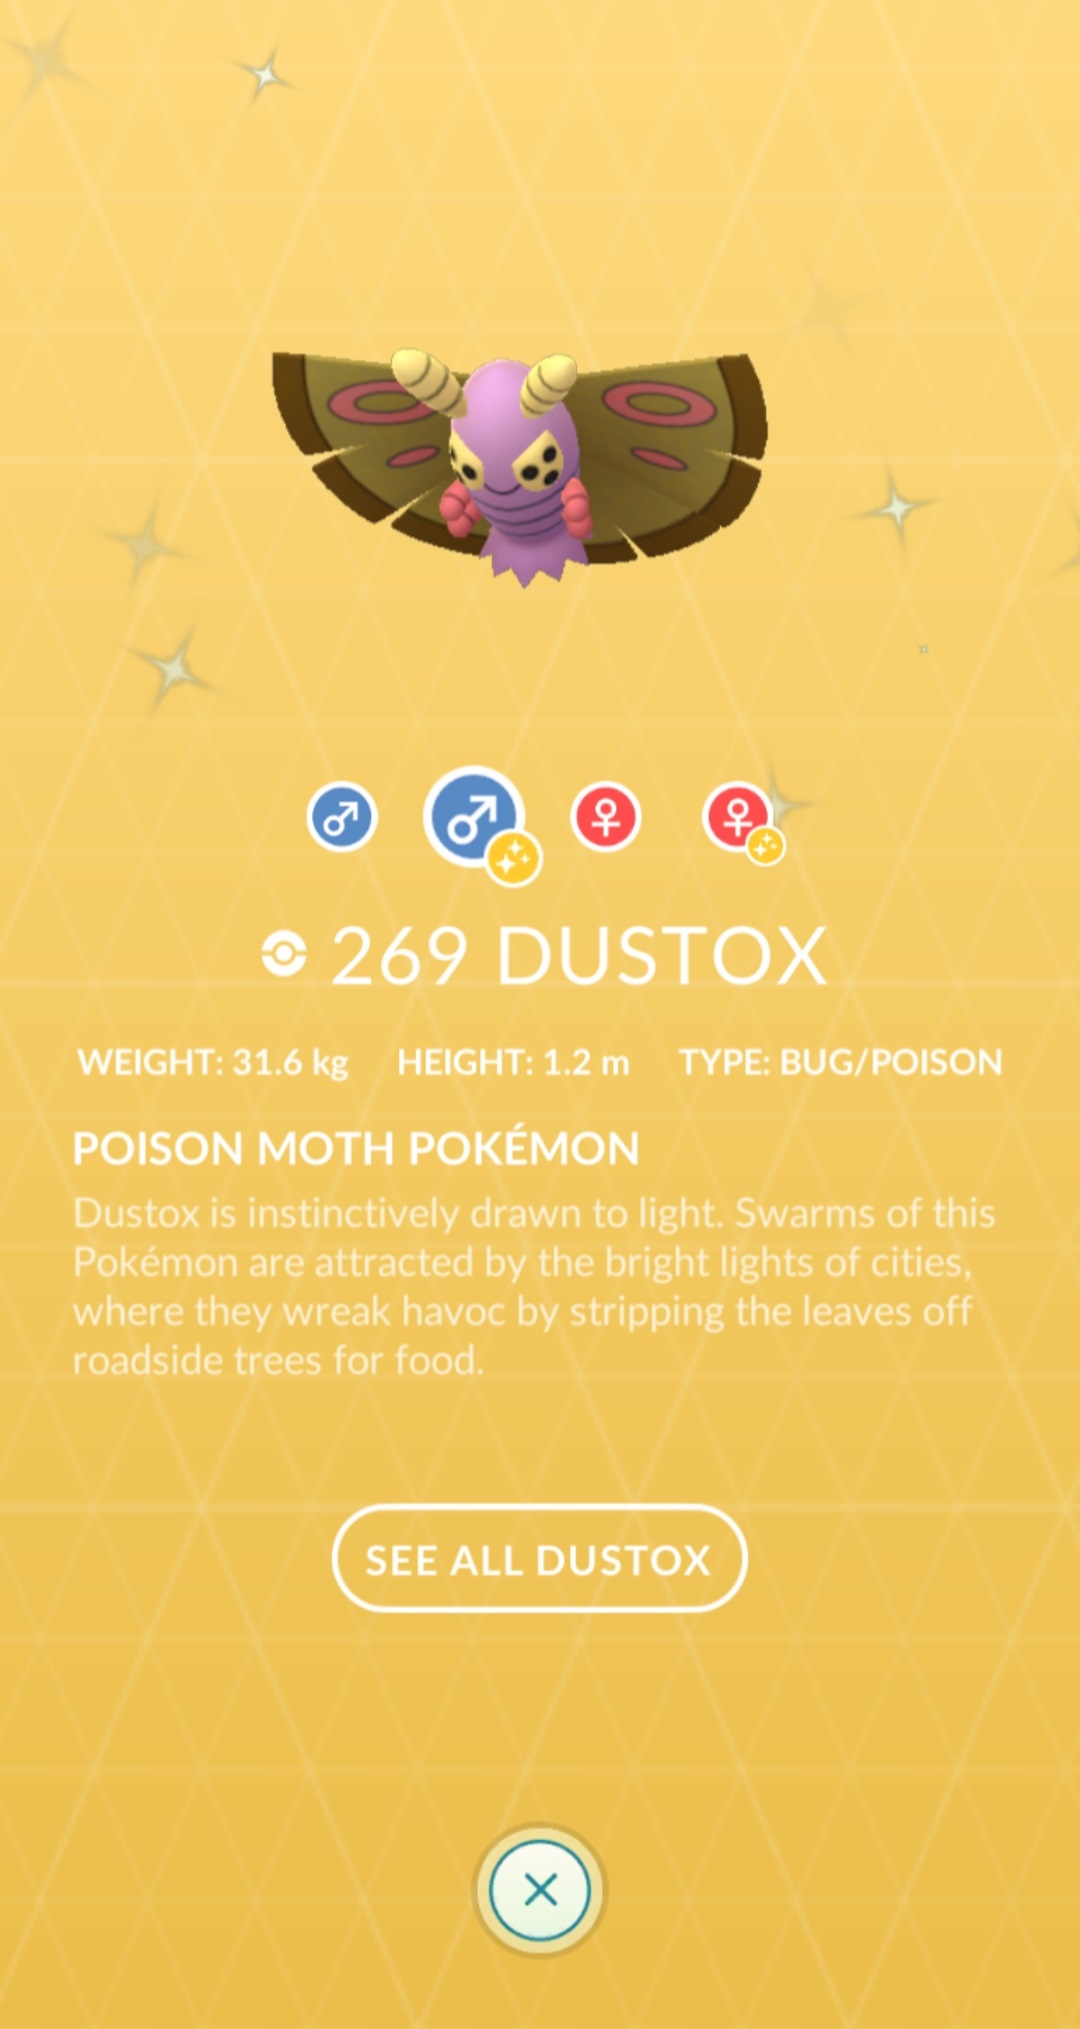 269 DUSTOX
WEIGHT: 31.6 kg HEIGHT: 1.2 m TYPE: BUG/POISON
POISON MOTH POKÉMON
Dustox is instinctively drawn to light. Swarms of this
Pokémon are attracted by the bright lights of cities,
where they wreak havoc by stripping the leaves off
roadside trees for food.
SEE ALL DUSTOX